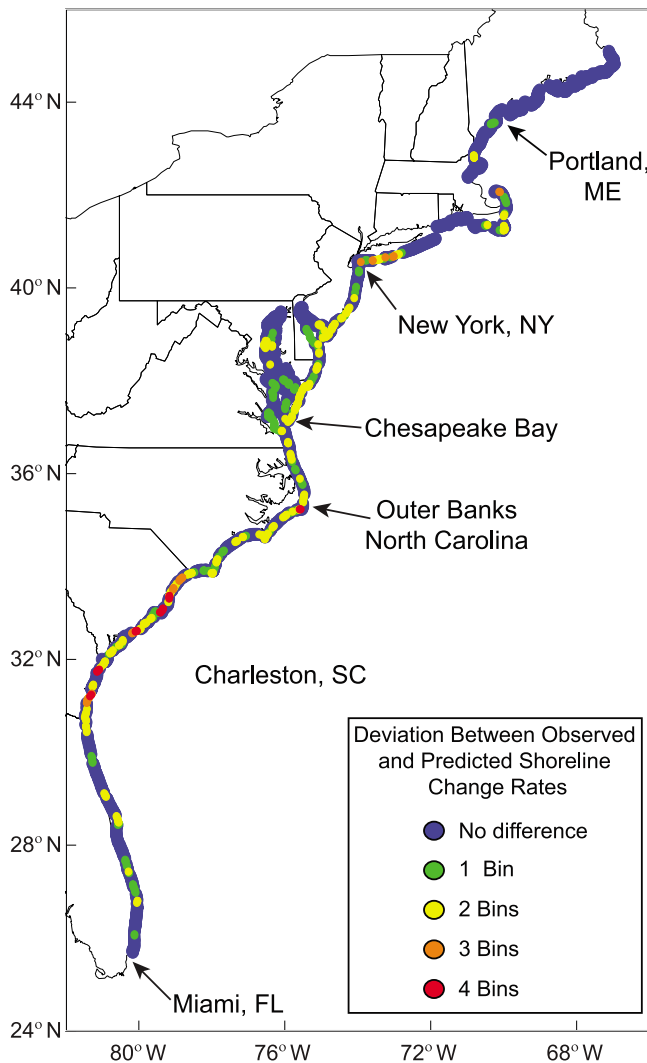 44° N
Portland,
ME
40° N
New York, NY
Chesapeake Bay
36° N
Outer Banks
North Carolina
32° N
Charleston, SC
Deviation Between Observed
and Predicted Shoreline
Change Rates
No difference
1 Bin
2 Bins
3 Bins
4 Bins
28° N
Miami, FL
24° N
80° W
76° W
72° W
68° W